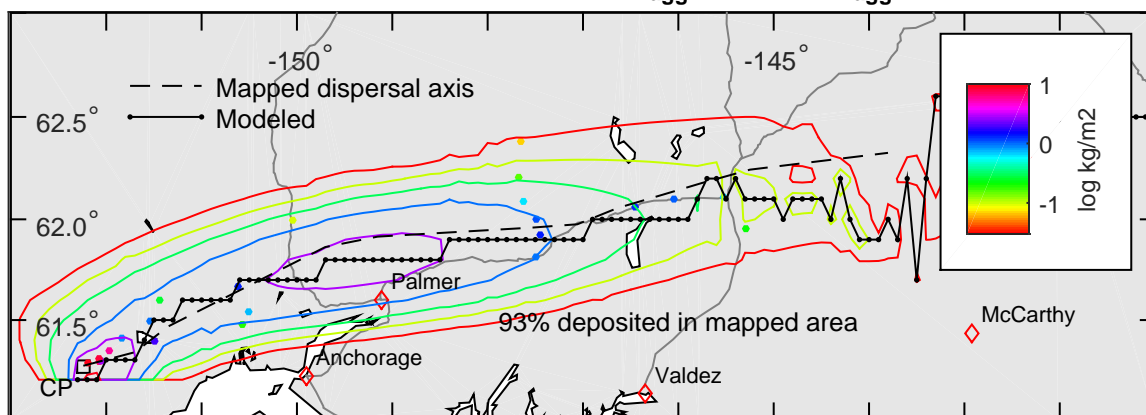 -150°
-145°
Mapped dispersal axis
Modeled
62.5°
62.0°
61.5°
Palmer
Anchorage
CP
93% deposited in mapped area
Valdez
McCarthy
1
0
-1
log kg/m2